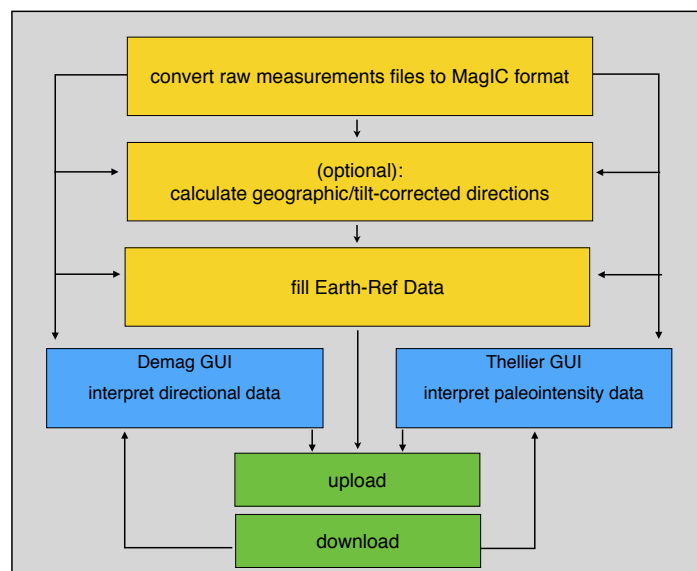 convert raw measurements files to MagIC format
(optional):
calculate geographic/tilt-corrected directions
fill Earth-Ref Data
Demag GUI
interpret directional data
Thellier GUI
interpret paleointensity data
upload
download